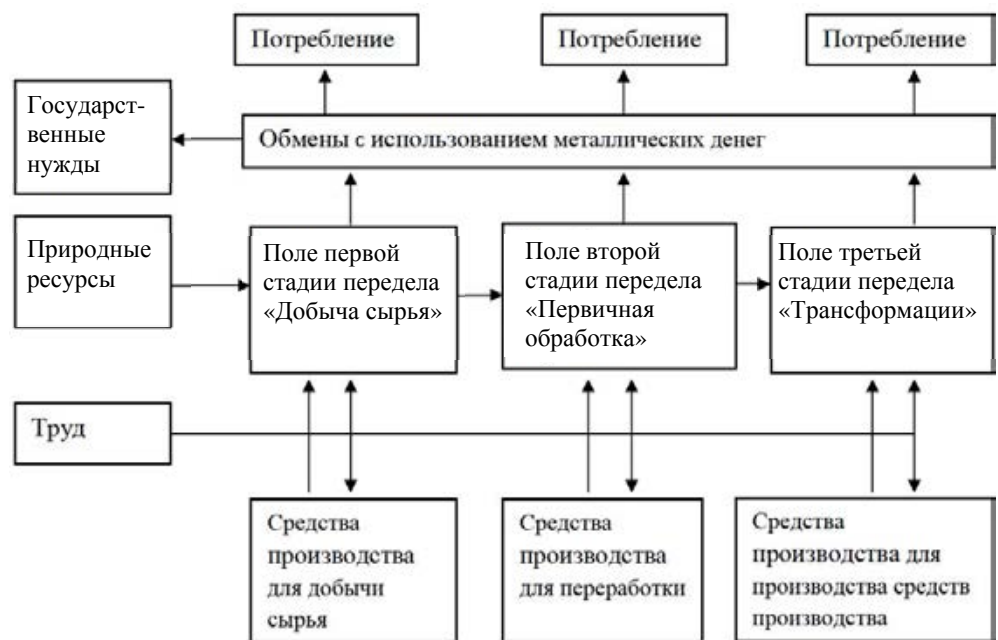 Потребление
Потребление
Потребление
Государст-
венные
нужды
Обмены с использованием металлических денег
Природные
ресурсы
Поле первой
стадии передела
«Добыча сырья»
Поле второй
стадии передела
«Первичная
обработка»
Поле третьей
стадии передела
«Трансформации»
Труд
Средства
производства
для добычи
сырья
Средства
производства
для переработки
Средства
производства для
производства средств
производства